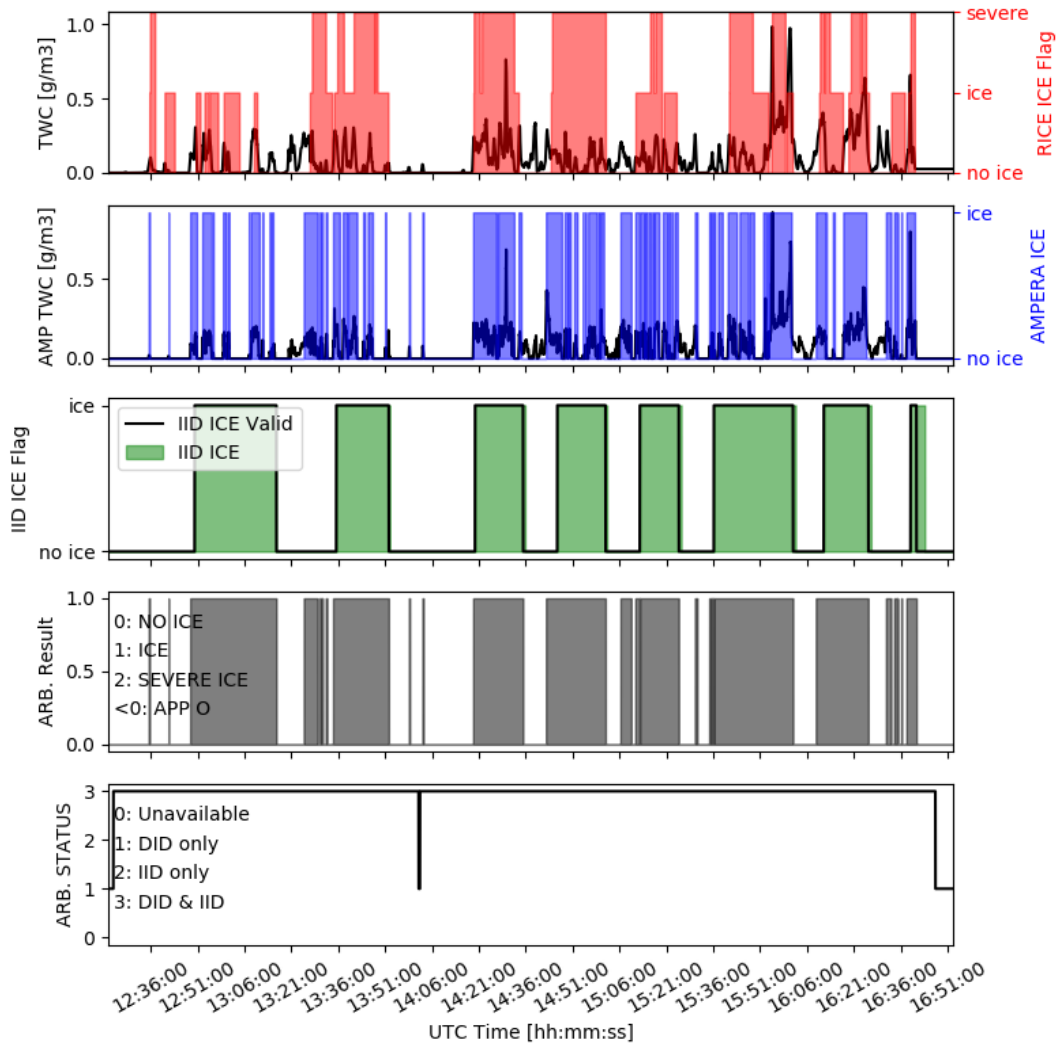 1.0
0.5
0.0
TWC [g/m3]
severe
ice
no ice
RICE ICE Flag
0.5
0.0
AMP TWC [g/m3]
ice
no ice
AMPERA ICE
ice
no ice
IID ICE Flag
IID ICE Valid
IID ICE
1.0
0.5
0.0
ARB. Result
0: NO ICE
1: ICE
2: SEVERE ICE
<0: APP O
3
2
1
0
ARB. STATUS
0: Unavailable
1: DID only
2: IID only
3: DID & IID
12:36:00
12:51:00
13:06:00
13:21:00
13:36:00
13:51:00
14:06:00
14:21:00
14:36:00
14:51:00
15:06:00
15:21:00
15:36:00
15:51:00
16:06:00
16:21:00
16:36:00
16:51:00
UTC Time [hh:mm:ss]